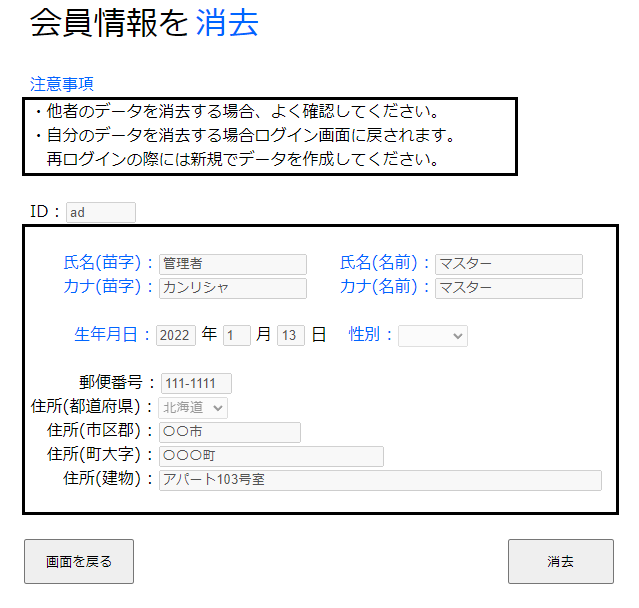 会員情報を 消去
注意事項
・他者のデータを消去する場合、よく確認してください。
・自分のデータを消去する場合ログイン画面に戻されます。
再ログインの際には新規でデータを作成してください。
ID： ad
氏名(苗字)： 管理者 氏名(名前)： マスター
カナ(苗字)： カンリシャ カナ(名前)： マスター
生年月日： 2022 年 1 月 13 日 性別：
郵便番号： 111-1111
住所(都道府県)： 北海道
住所(市区郡)： 〇〇市
住所(町大字)： 〇〇〇町
住所(建物)： アパート103号室
画面を戻る 消去